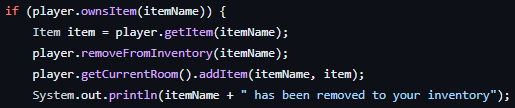 if (player.ownsItem(itemName)) {
Item item = player.getItem(itemName);
player.removeFromInventory(itemName);
player.getCurrentRoom().addItem(itemName, item);
System.out.println(itemName + " has been removed to your inventory");